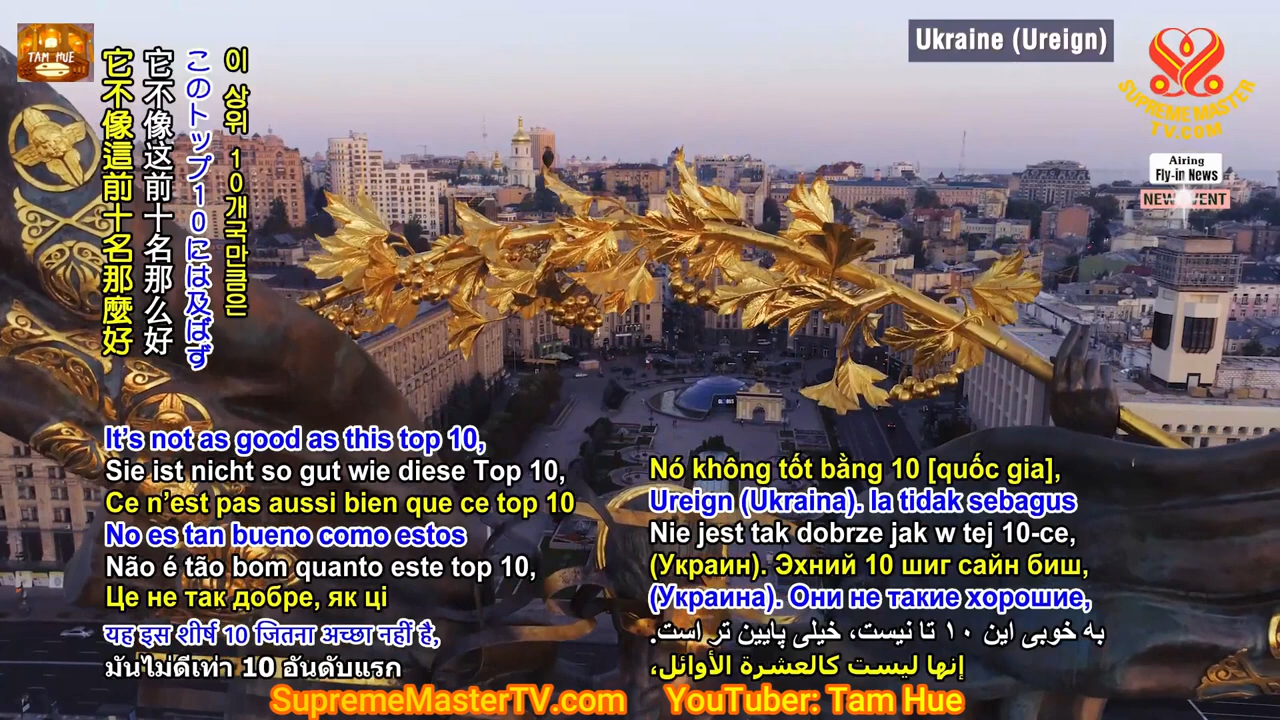 TAM HUE
Ukraine (Ureign)
SUPREME MASTER
TV.COM
Airing
Fly-in News
NEW EVENT
它不像這前十名那麼好
它不像这前十名那么好
このトップ10には及ばず
이 상위 10개국만큼은
It's not as good as this top 10,
Sie ist nicht so gut wie diese Top 10,
Ce n'est pas aussi bien que ce top 10
No es tan bueno como estos
Não é tão bom quanto este top 10,
Це не так добре, як ці
यह इस शीर्ष 10 जितना अच्छा नहीं है,
มันไม่ดีเท่า 10 อันดับแรก
Nó không tốt bằng 10 [quốc gia],
Ureign (Ukraina). Ia tidak sebagus
Nie jest tak dobrze jak w tej 10-ce,
(Украин). Эхний 10 шиг сайн биш,
(Украина). Они не такие хорошие,
به خوبی این ۱۰ تا نیست، خیلی پایین تر است.
إنها ليست كالعشرة الأوائل،
SupremeMasterTV.com YouTuber: Tam Hue